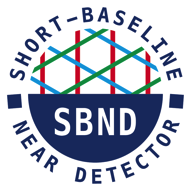 SHORT-BASELINE
SBND
NEAR DETECTOR